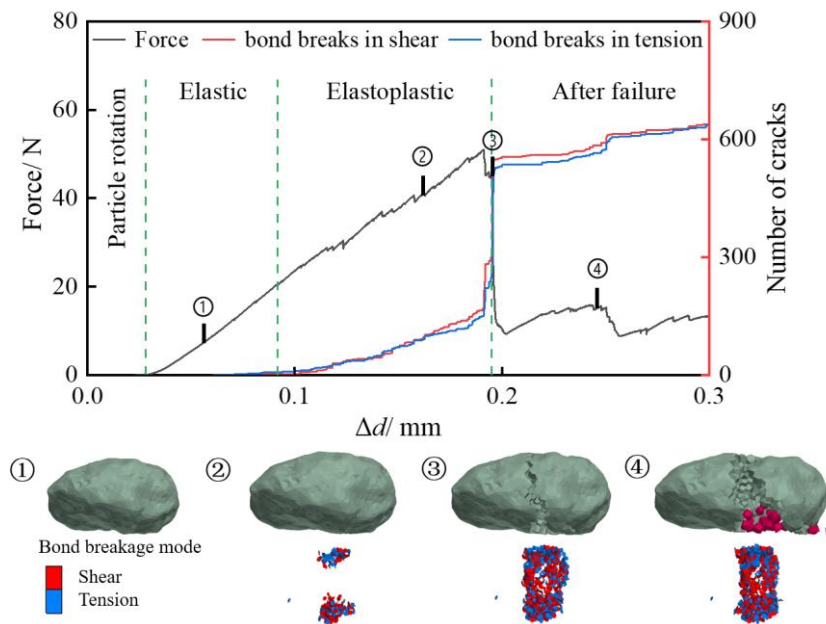 80
60
40
20
0
Force/ N
Force
bond breaks in shear
bond breaks in tension
900
600
300
0
Number of cracks
Particle rotation
Elastic
Elastoplastic
After failure
①
②
③
④
0.0
0.1
0.2
0.3
Δd/ mm
①
②
③
④
Bond breakage mode
Shear
Tension